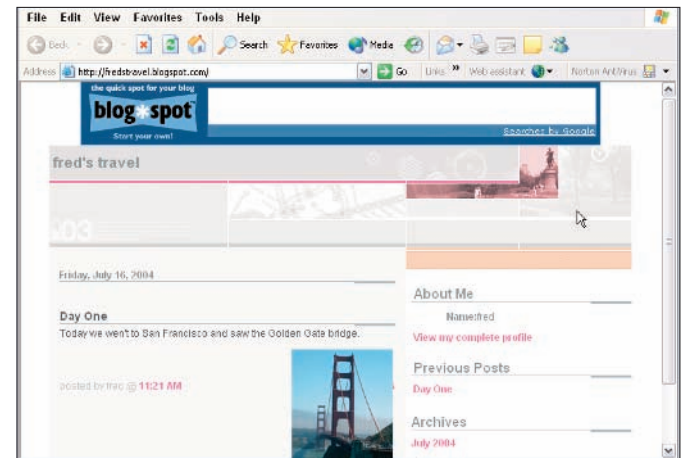 File Edit View Favorites Tools Help
Back Search Favorites Media
Address http://fredstravel.blogspot.com/ Go Links » Web assistant Norton AntiVirus
the quick spot for your blog
blog*spot™
Start your own!
Searches by Google
fred's travel
03
Friday, July 16, 2004
Day One
Today we went to San Francisco and saw the Golden Gate bridge.
posted by fred @ 11:21 AM
About Me
Name:fred
View my complete profile
Previous Posts
Day One
Archives
July 2004